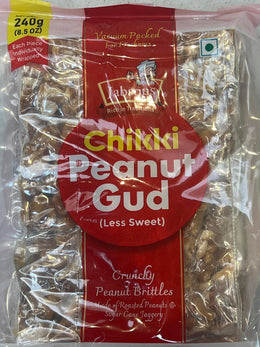 240g
(8.5 OZ)
Each Piece
Individually
Wrapped
Vacuum Packed
Jabsons
Chikki
Peanut
Gud
(Less Sweet)
Crunchy
Peanut Brittles
Made of Roasted Peanuts &
Sugar Cane Jaggery